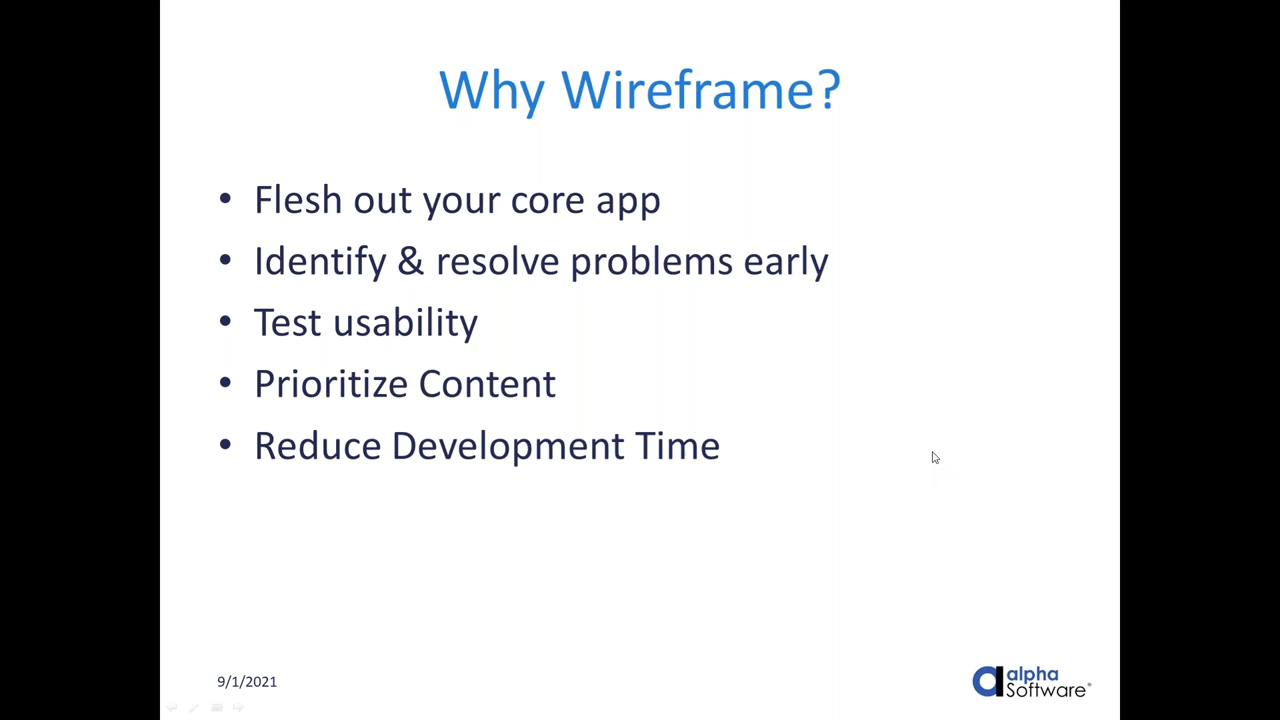 Why Wireframe?
• Flesh out your core app
• Identify & resolve problems early
• Test usability
• Prioritize Content
• Reduce Development Time
9/1/2021
alpha
Software®